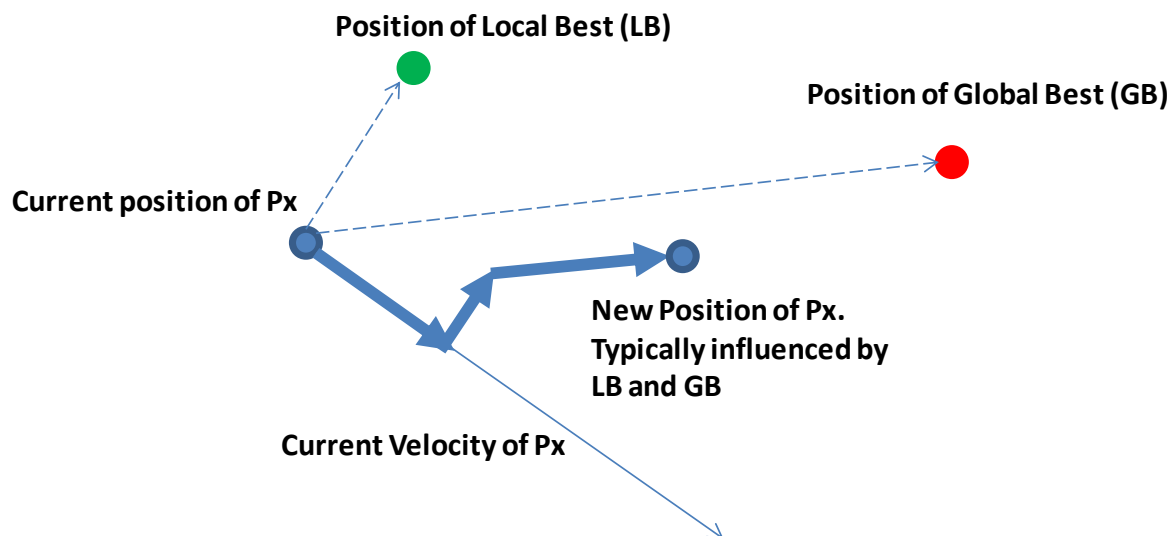 Position of Local Best (LB)
Position of Global Best (GB)
Current position of Px
New Position of Px.
Typically influenced by
LB and GB
Current Velocity of Px